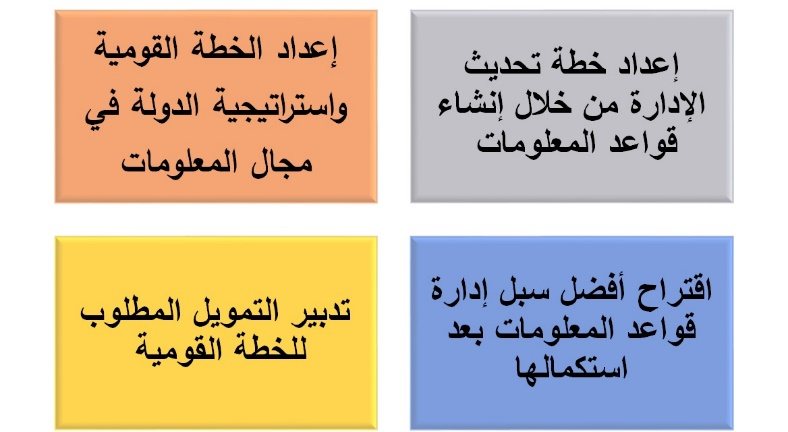 إعداد خطة تحديث
الإدارة من خلال إنشاء
قواعد المعلومات
إعداد الخطة القومية
واستراتيجية الدولة في
مجال المعلومات
اقتراح أفضل سبل إدارة
قواعد المعلومات بعد
استكمالها
تدبير التمويل المطلوب
للخطة القومية